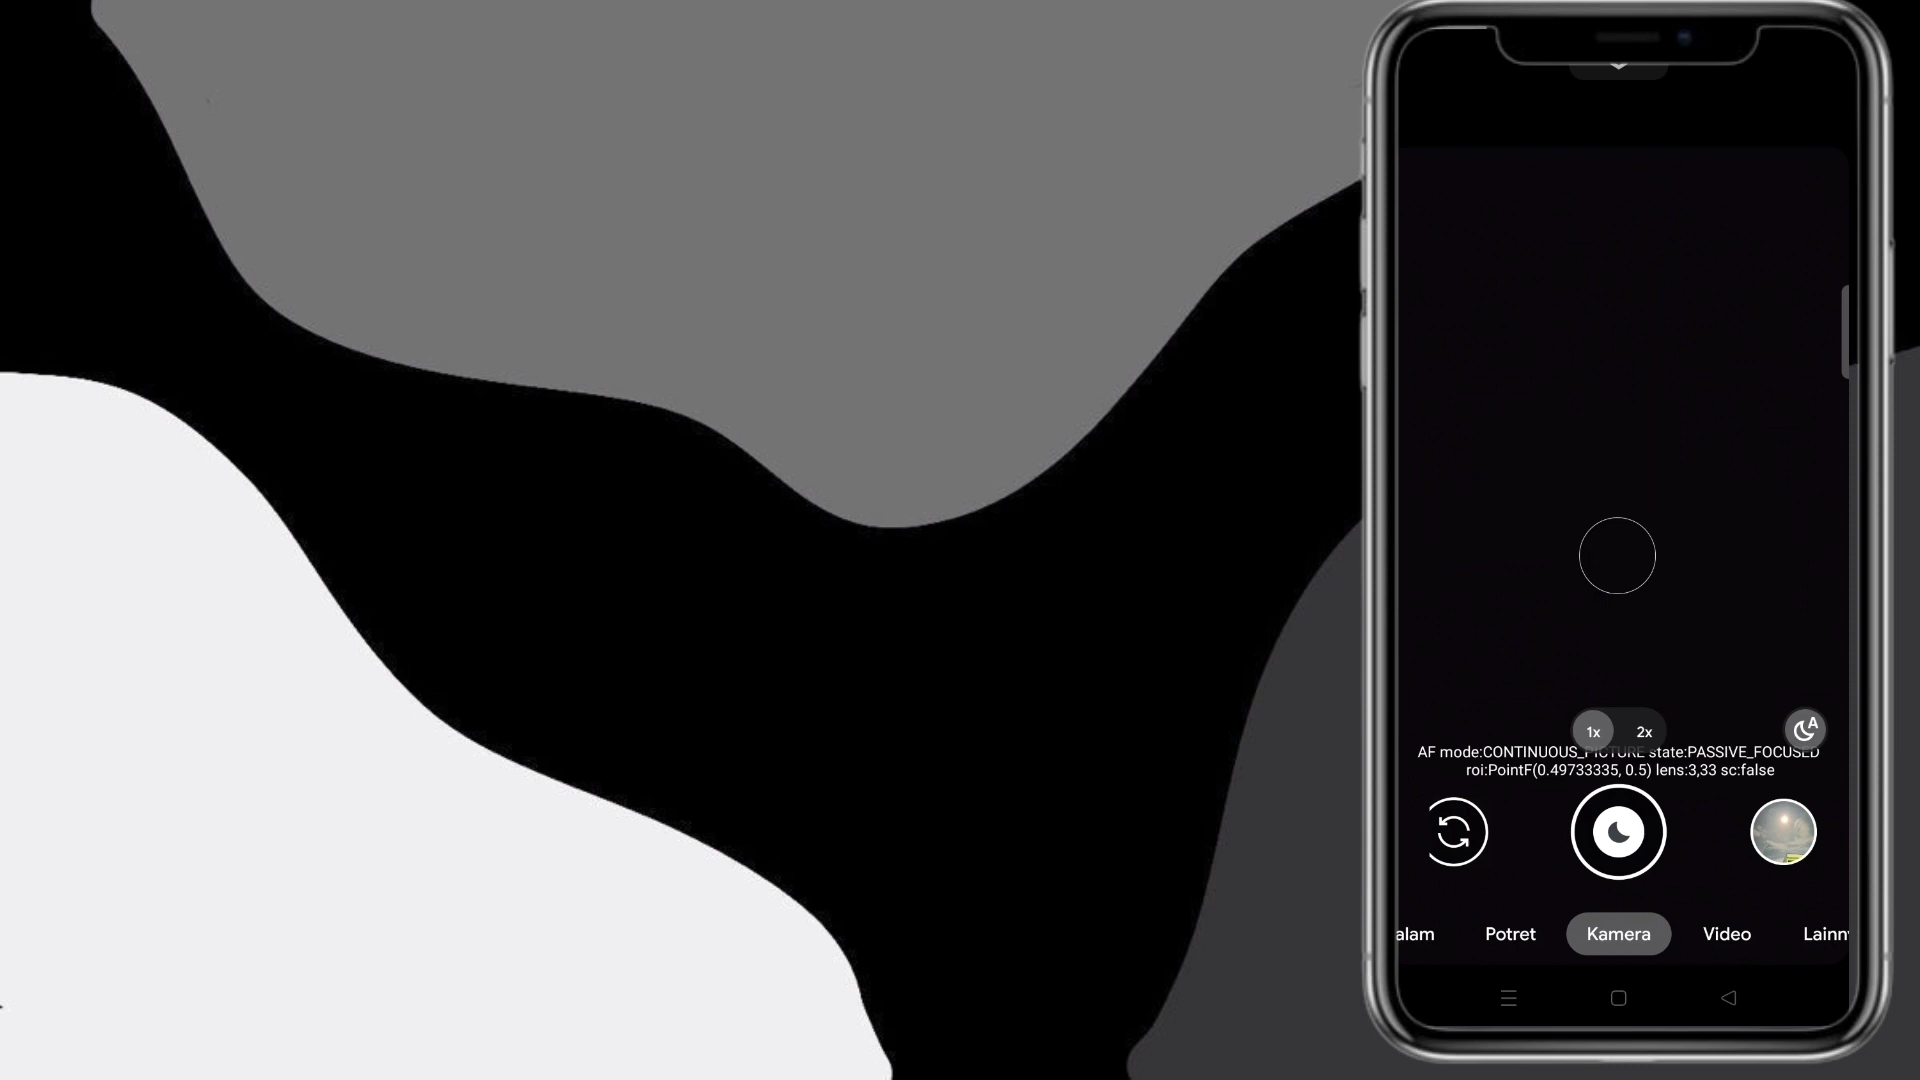 1x 2x
A
AF mode:CONTINUOUS_PICTURE state:PASSIVE_FOCUSED
roi:PointF(0.49733335, 0.5) lens:3,33 sc:false
alam Potret Kamera Video Lainn